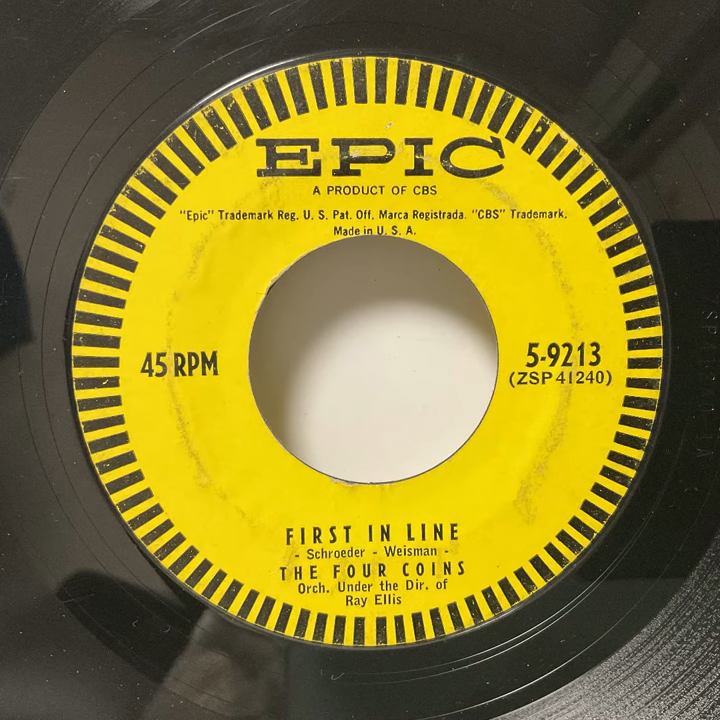 EPIC
A PRODUCT OF CBS
"Epic" Trademark Reg. U. S. Pat. Off. Marca Registrada. "CBS" Trademark.
Made in U. S. A.
45 RPM
5-9213
(ZSP 41240)
FIRST IN LINE
- Schroeder - Weisman -
THE FOUR COINS
Orch. Under the Dir. of
Ray Ellis